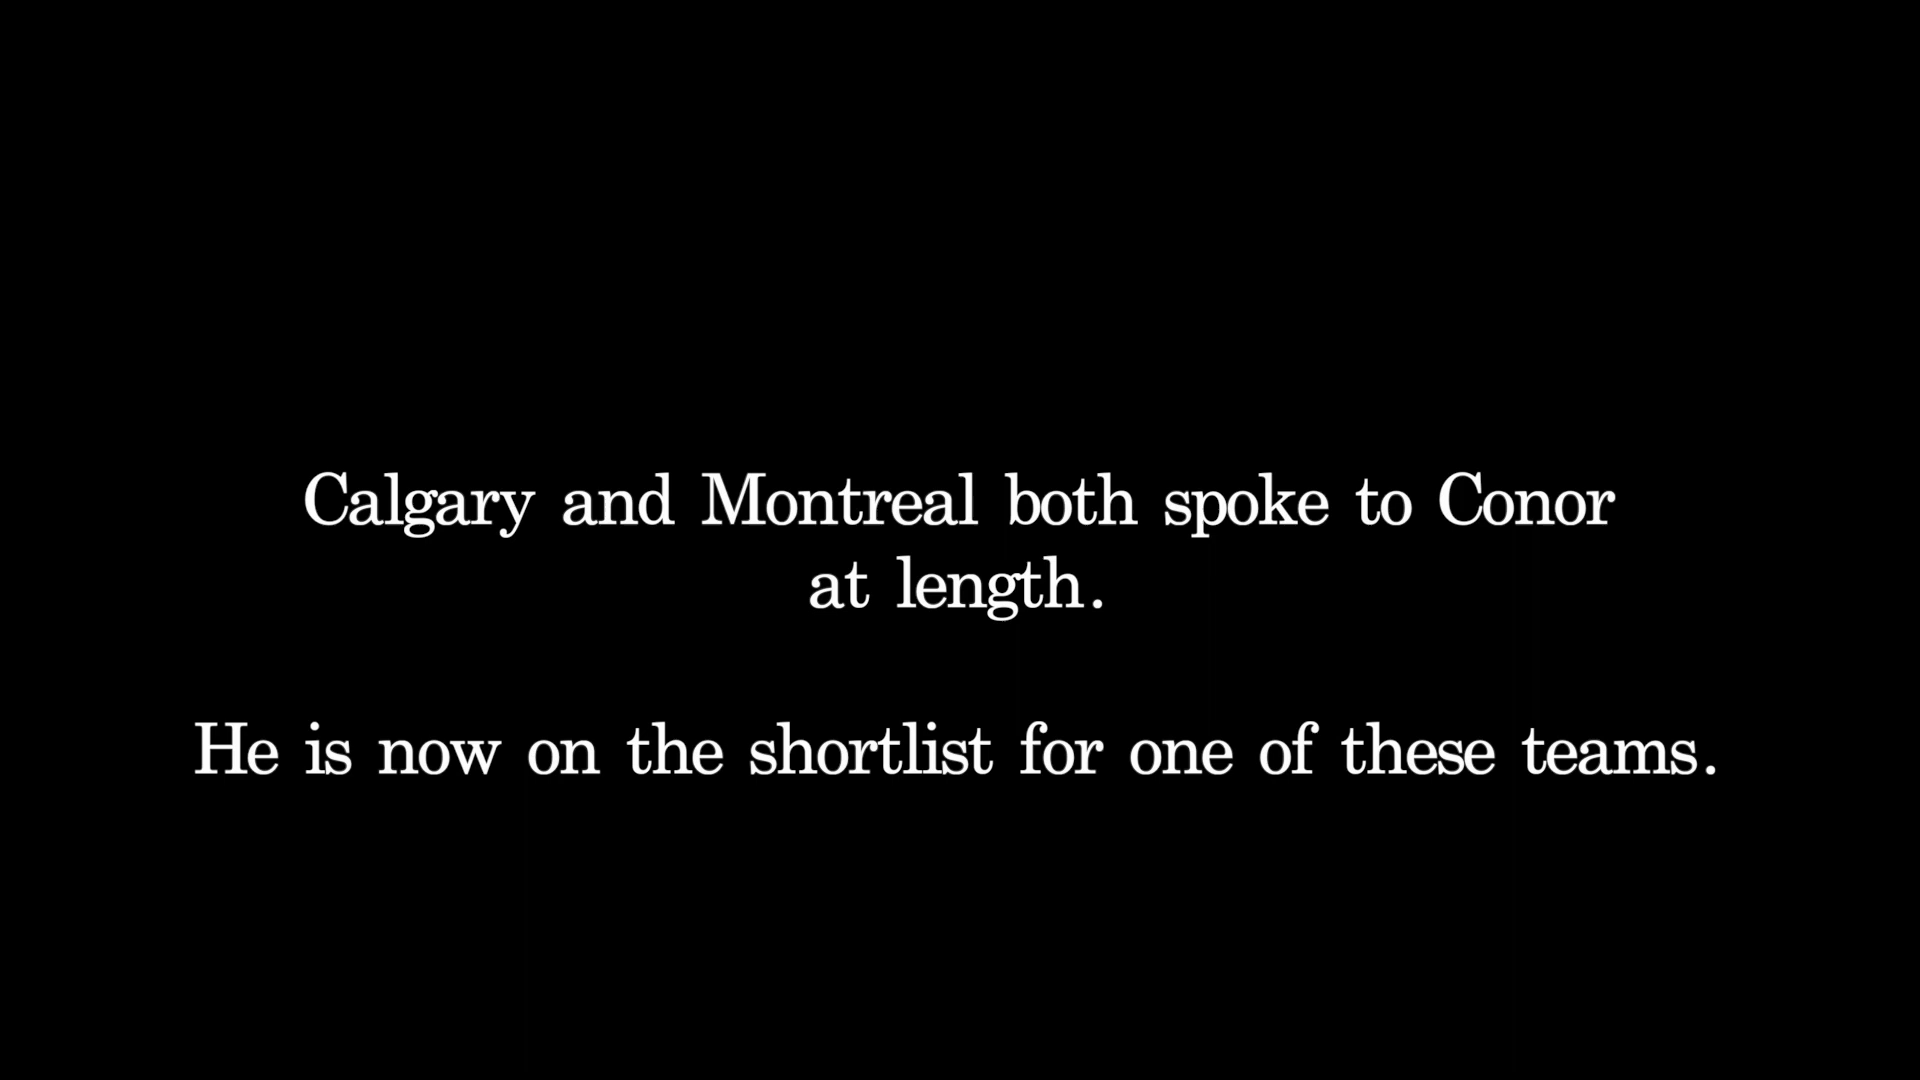 Calgary and Montreal both spoke to Conor
at length.
He is now on the shortlist for one of these teams.